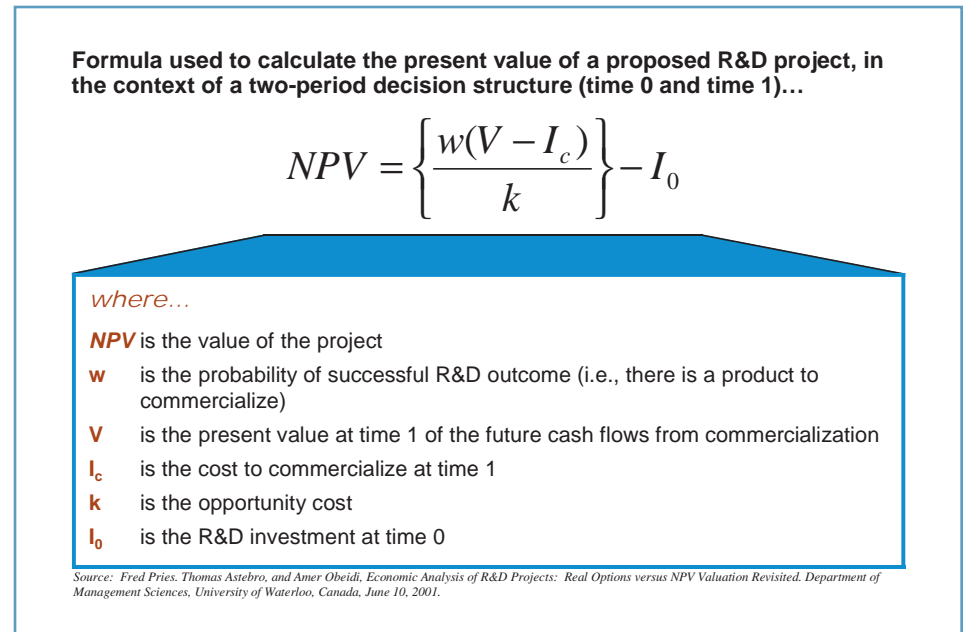 Formula used to calculate the present value of a proposed R&D project, in
the context of a two-period decision structure (time 0 and time 1)…
NPV = { w(V − I_c) / k } − I_0
where...
NPV is the value of the project
w is the probability of successful R&D outcome (i.e., there is a product to
commercialize)
V is the present value at time 1 of the future cash flows from commercialization
I_c is the cost to commercialize at time 1
k is the opportunity cost
I_0 is the R&D investment at time 0
Source: Fred Pries. Thomas Astebro, and Amer Obeidi, Economic Analysis of R&D Projects: Real Options versus NPV Valuation Revisited. Department of
Management Sciences, University of Waterloo, Canada, June 10, 2001.